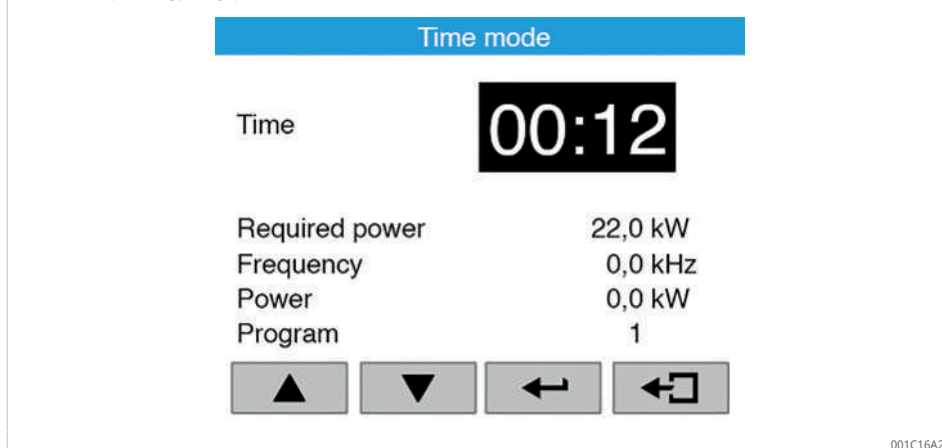 Time mode
Time 00:12
Required power 22,0 kW
Frequency 0,0 kHz
Power 0,0 kW
Program 1
001C16A2